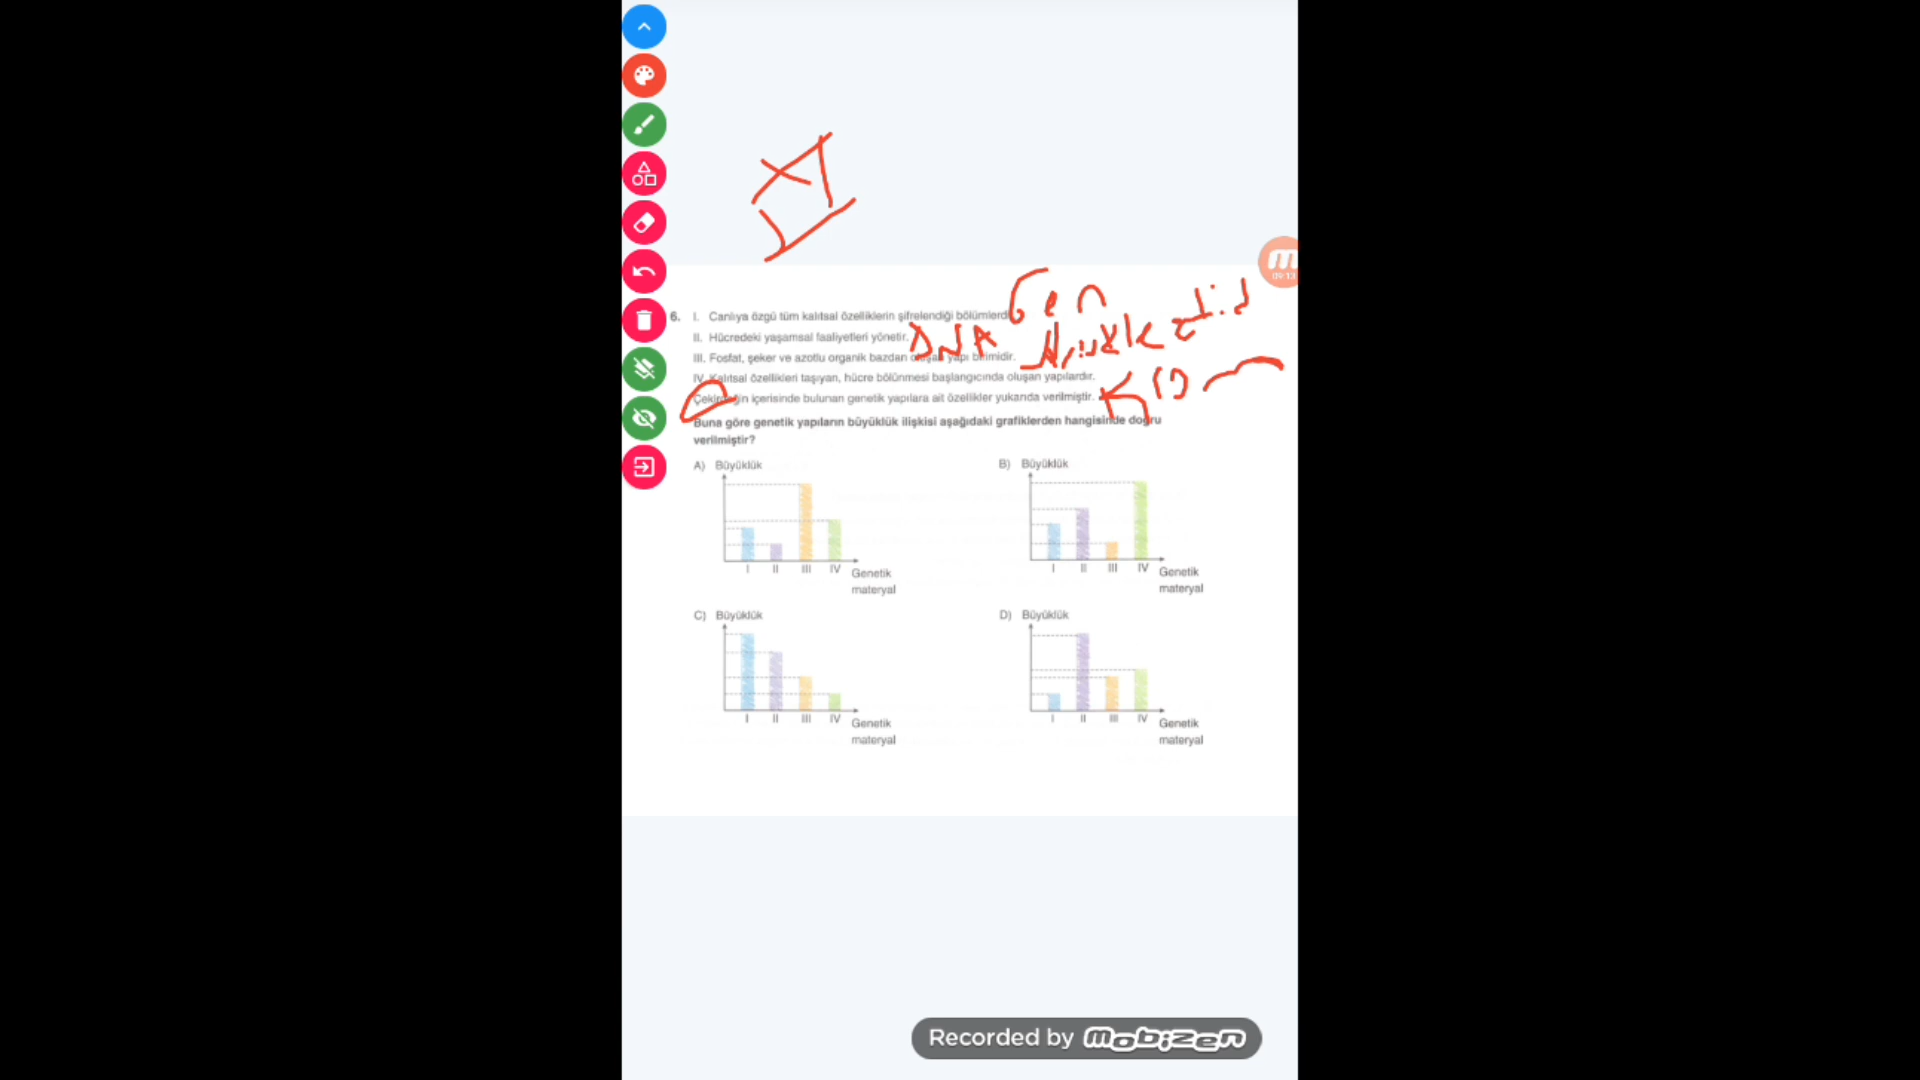 09:13
Gen
6. I. Canlıya özgü tüm kalıtsal özelliklerin şifrelendiği bölümlerdir.
II. Hücredeki yaşamsal faaliyetleri yönetir. DNA
III. Fosfat, şeker ve azotlu organik bazdan oluşan yapı birimidir. Nükleotid
IV. Kalıtsal özellikleri taşıyan, hücre bölünmesi başlangıcında oluşan yapılardır.
Çekirdeğin içerisinde bulunan genetik yapılara ait özellikler yukarıda verilmiştir.
Buna göre genetik yapıların büyüklük ilişkisi aşağıdaki grafiklerden hangisinde doğru
verilmiştir?
A) Büyüklük
I II III IV Genetik
materyal
B) Büyüklük
I II III IV Genetik
materyal
C) Büyüklük
I II III IV Genetik
materyal
D) Büyüklük
I II III IV Genetik
materyal
Recorded by mobizen